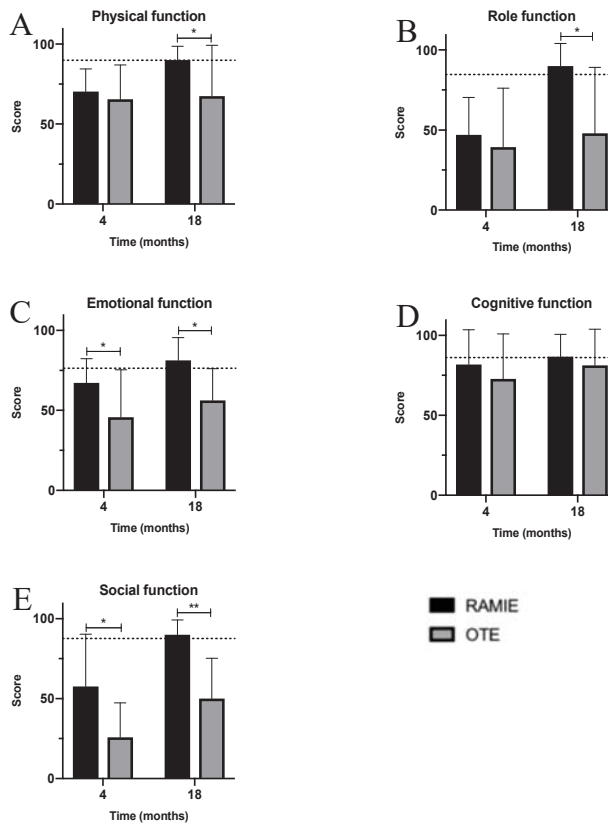 A
Physical function
*
100
50
0
Score
4
18
Time (months)
B
Role function
*
100
50
0
Score
4
18
Time (months)
C
Emotional function
*
*
100
50
0
Score
4
18
Time (months)
D
Cognitive function
100
50
0
Score
4
18
Time (months)
E
Social function
*
**
100
50
0
Score
4
18
Time (months)
RAMIE
OTE